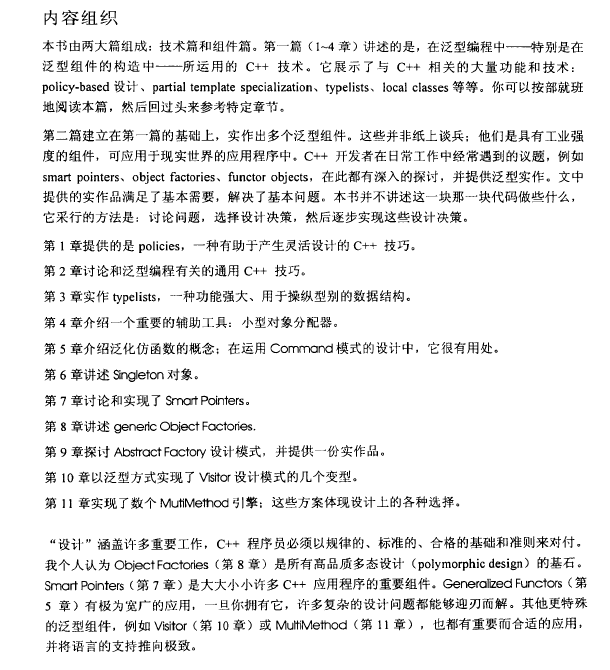 内容组织
本书由两大篇组成：技术篇和组件篇。第一篇（1~4 章）讲述的是，在泛型编程中——特别是在
泛型组件的构造中——所运用的 C++ 技术。它展示了与 C++ 相关的大量功能和技术：
policy-based 设计、partial template specialization、typelists、local classes 等等。你可以按部就班
地阅读本篇，然后回过头来参考特定章节。
第二篇建立在第一篇的基础上，实作出多个泛型组件。这些并非纸上谈兵；他们是具有工业强
度的组件，可应用于现实世界的应用程序中。C++ 开发者在日常工作中经常遇到的议题，例如
smart pointers、object factories、functor objects，在此都有深入的探讨，并提供泛型实作。文中
提供的实作品满足了基本需要，解决了基本问题。本书并不讲述这一块那一块代码做些什么，
它采行的方法是：讨论问题，选择设计决策，然后逐步实现这些设计决策。
第 1 章提供的是 policies，一种有助于产生灵活设计的 C++ 技巧。
第 2 章讨论和泛型编程有关的通用 C++ 技巧。
第 3 章实作 typelists，一种功能强大、用于操纵型别的数据结构。
第 4 章介绍一个重要的辅助工具：小型对象分配器。
第 5 章介绍泛化仿函数的概念；在运用 Command 模式的设计中，它很有用处。
第 6 章讲述 Singleton 对象。
第 7 章讨论和实现了 Smart Pointers。
第 8 章讲述 generic Object Factories.
第 9 章探讨 Abstract Factory 设计模式，并提供一份实作品。
第 10 章以泛型方式实现了 Visitor 设计模式的几个变型。
第 11 章实现了数个 MutiMethod 引擎；这些方案体现设计上的各种选择。
“设计”涵盖许多重要工作，C++ 程序员必须以规律的、标准的、合格的基础和准则来对付。
我个人认为 Object Factories（第 8 章）是所有高品质多态设计（polymorphic design）的基石。
Smart Pointers（第 7 章）是大大小小许多 C++ 应用程序的重要组件。Generalized Functors（第
5 章）有极为宽广的应用，一旦你拥有它，许多复杂的设计问题都能够迎刃而解。其他更特殊
的泛型组件，例如 Visitor（第 10 章）或 MultiMethod（第 11 章），也都有重要而合适的应用，
并将语言的支持推向极致。